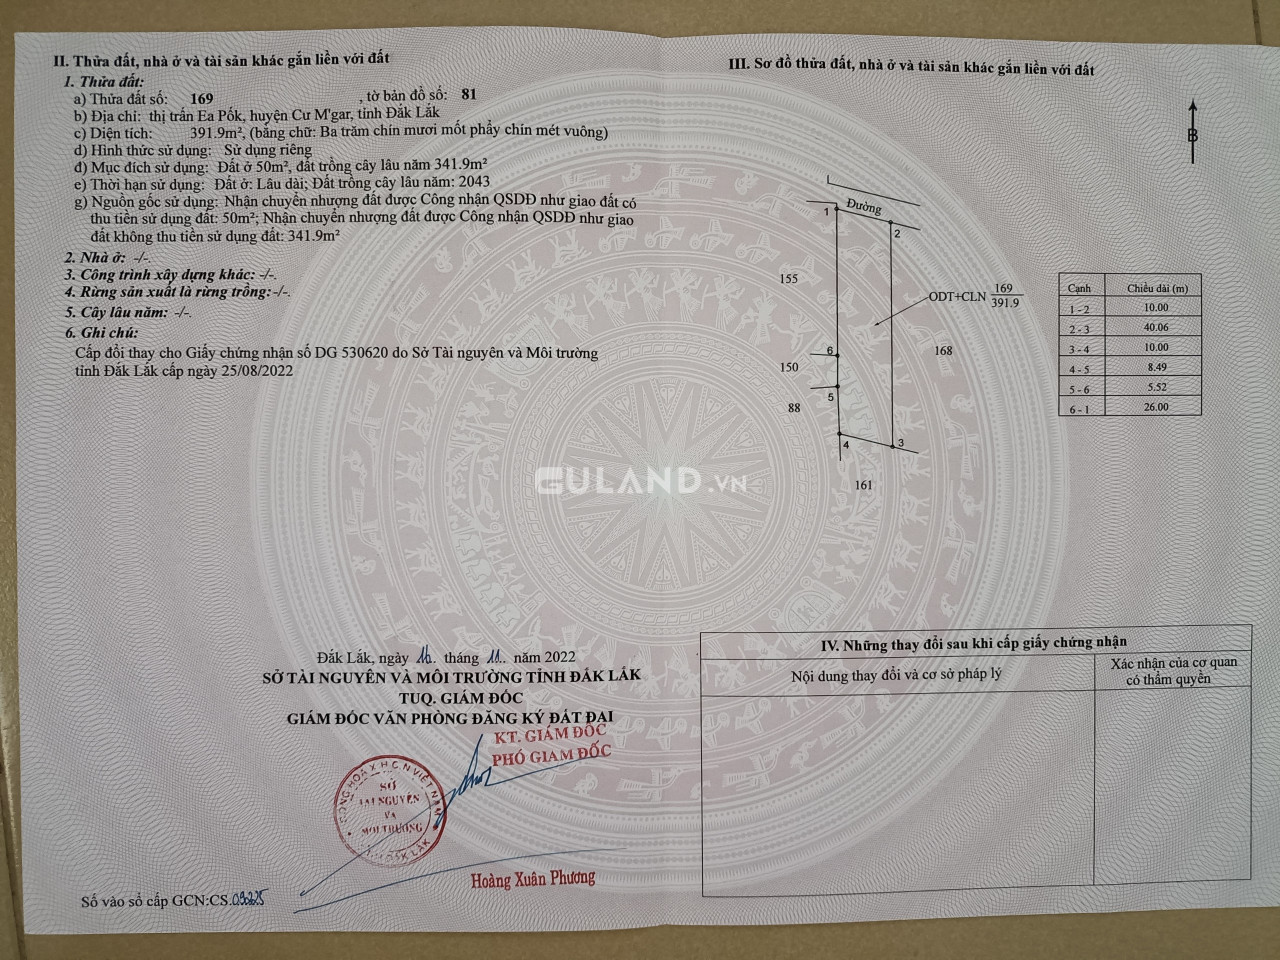 II. Thửa đất, nhà ở và tài sản khác gắn liền với đất
1. Thửa đất:
a) Thửa đất số: 169 , tờ bản đồ số: 81
b) Địa chỉ: thị trấn Ea Pốk, huyện Cư M'gar, tỉnh Đắk Lắk
c) Diện tích: 391.9m², (bằng chữ: Ba trăm chín mươi mốt phẩy chín mét vuông)
d) Hình thức sử dụng: Sử dụng riêng
đ) Mục đích sử dụng: Đất ở 50m², đất trồng cây lâu năm 341.9m²
e) Thời hạn sử dụng: Đất ở: Lâu dài; Đất trồng cây lâu năm: 2043
g) Nguồn gốc sử dụng: Nhận chuyển nhượng đất được Công nhận QSDĐ như giao đất có
thu tiền sử dụng đất: 50m²; Nhận chuyển nhượng đất được Công nhận QSDĐ như giao
đất không thu tiền sử dụng đất: 341.9m²
2. Nhà ở: -/-.
3. Công trình xây dựng khác: -/-.
4. Rừng sản xuất là rừng trồng:-/-.
5. Cây lâu năm: -/-.
6. Ghi chú:
Cấp đổi thay cho Giấy chứng nhận số DG 530620 do Sở Tài nguyên và Môi trường
tỉnh Đắk Lắk cấp ngày 25/08/2022
Đắk Lắk, ngày tháng 11 năm 2022
SỞ TÀI NGUYÊN VÀ MÔI TRƯỜNG TỈNH ĐẮK LẮK
TUQ. GIÁM ĐỐC
GIÁM ĐỐC VĂN PHÒNG ĐĂNG KÝ ĐẤT ĐAI
KT. GIÁM ĐỐC
PHÓ GIÁM ĐỐC
CỘNG HOÀ X.H.C.N VIỆT NAM
SỞ
TÀI NGUYÊN
VÀ
MÔI TRƯỜNG
TỈNH ĐẮK LẮK
Hoàng Xuân Phương
Số vào sổ cấp GCN:CS.
III. Sơ đồ thửa đất, nhà ở và tài sản khác gắn liền với đất
B
Đường
1
2
155
ODT+CLN 169
391.9
6
168
150
5
88
4
3
161
Cạnh Chiều dài (m)
1 - 2 10.00
2 - 3 40.06
3 - 4 10.00
4 - 5 8.49
5 - 6 5.52
6 - 1 26.00
GULAND.VN
IV. Những thay đổi sau khi cấp giấy chứng nhận
Nội dung thay đổi và cơ sở pháp lý
Xác nhận của cơ quan
có thẩm quyền